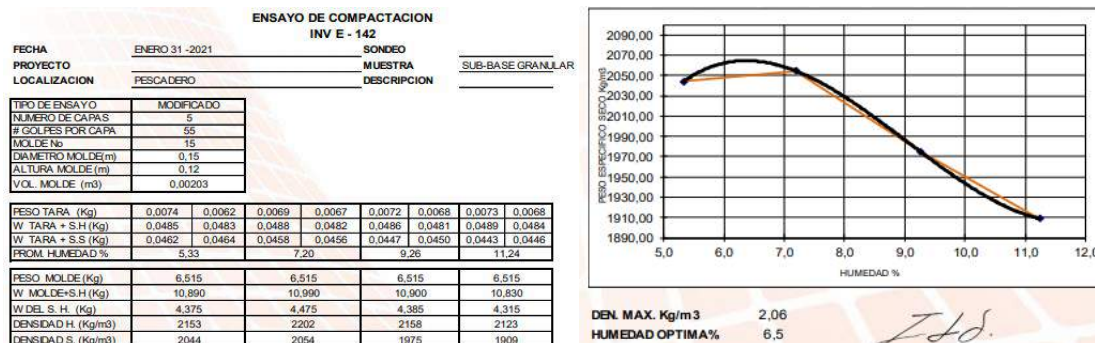 ENSAYO DE COMPACTACION
INV E - 142
FECHA ENERO 31 -2021 SONDEO
PROYECTO MUESTRA SUB-BASE GRANULAR
LOCALIZACION PESCADERO DESCRIPCION
TIPO DE ENSAYO MODIFICADO
NUMERO DE CAPAS 5
# GOLPES POR CAPA 55
MOLDE No 15
DIAMETRO MOLDE(m) 0,15
ALTURA MOLDE (m) 0,12
VOL. MOLDE (m3) 0,00203
PESO TARA (Kg) 0,0074 0,0062 0,0069 0,0067 0,0072 0,0068 0,0073 0,0068
W TARA + S.H (Kg) 0,0485 0,0483 0,0488 0,0482 0,0486 0,0481 0,0489 0,0484
W TARA + S.S (Kg) 0,0462 0,0464 0,0458 0,0456 0,0447 0,0450 0,0443 0,0446
PROM. HUMEDAD % 5,33 7,20 9,26 11,24
PESO MOLDE (Kg) 6,515 6,515 6,515 6,515
W MOLDE+S.H (Kg) 10,890 10,990 10,900 10,830
W DEL S. H. (Kg) 4,375 4,475 4,385 4,315
DENSIDAD H. (Kg/m3) 2153 2202 2158 2123
DENSIDAD S. (Kg/m3) 2044 2054 1975 1909
PESO ESPECIFICO SECO Kg/m3
2090,00
2070,00
2050,00
2030,00
2010,00
1990,00
1970,00
1950,00
1930,00
1910,00
1890,00
5,0 6,0 7,0 8,0 9,0 10,0 11,0 12,0
HUMEDAD %
DEN. MAX. Kg/m3 2,06
HUMEDAD OPTIMA% 6,5